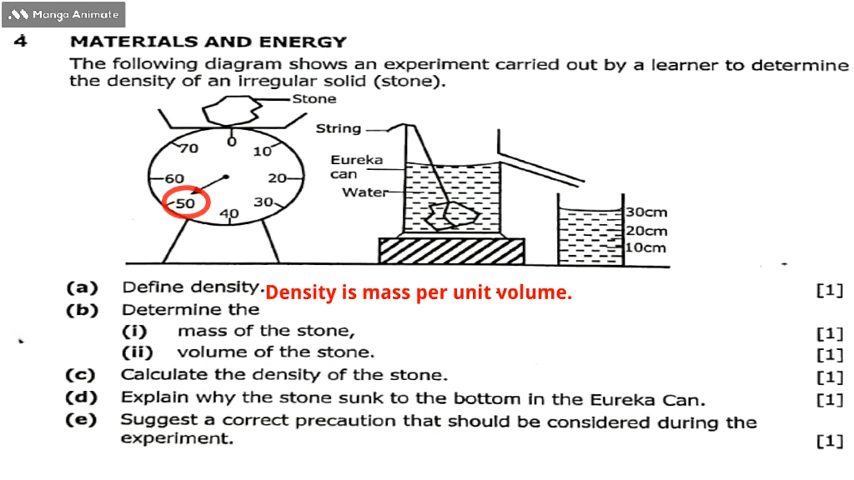 Manga Animate
4 MATERIALS AND ENERGY
The following diagram shows an experiment carried out by a learner to determine
the density of an irregular solid (stone).
Stone
String
Eureka
can
Water
0
10
20
30
40
50
60
70
30cm
20cm
10cm
(a) Define density. Density is mass per unit volume. [1]
(b) Determine the
(i) mass of the stone, [1]
(ii) volume of the stone. [1]
(c) Calculate the density of the stone. [1]
(d) Explain why the stone sunk to the bottom in the Eureka Can. [1]
(e) Suggest a correct precaution that should be considered during the
experiment. [1]